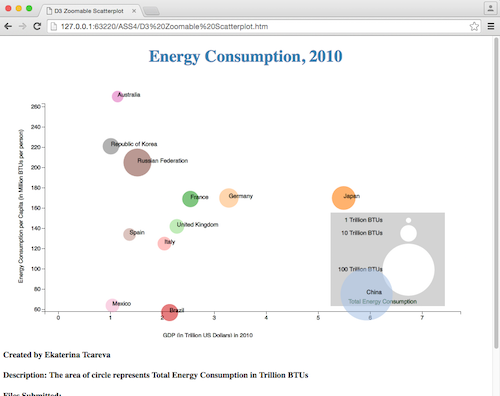 D3 Zoomable Scatterplot
127.0.0.1:63220/ASS4/D3%20Zoomable%20Scatterplot.htm
Energy Consumption, 2010
Energy Consumption per Capita (in Million BTUs per person)
260
240
220
200
180
160
140
120
100
80
60
Australia
Republic of Korea
Russian Federation
France
Germany
Japan
Spain
United Kingdom
Italy
Mexico
Brazil
China
1 Trillion BTUs
10 Trillion BTUs
100 Trillion BTUs
Total Energy Consumption
0 1 2 3 4 5 6 7
GDP (in Trillion US Dollars) in 2010
Created by Ekaterina Tcareva
Description: The area of circle represents Total Energy Consumption in Trillion BTUs
Files Submitted: